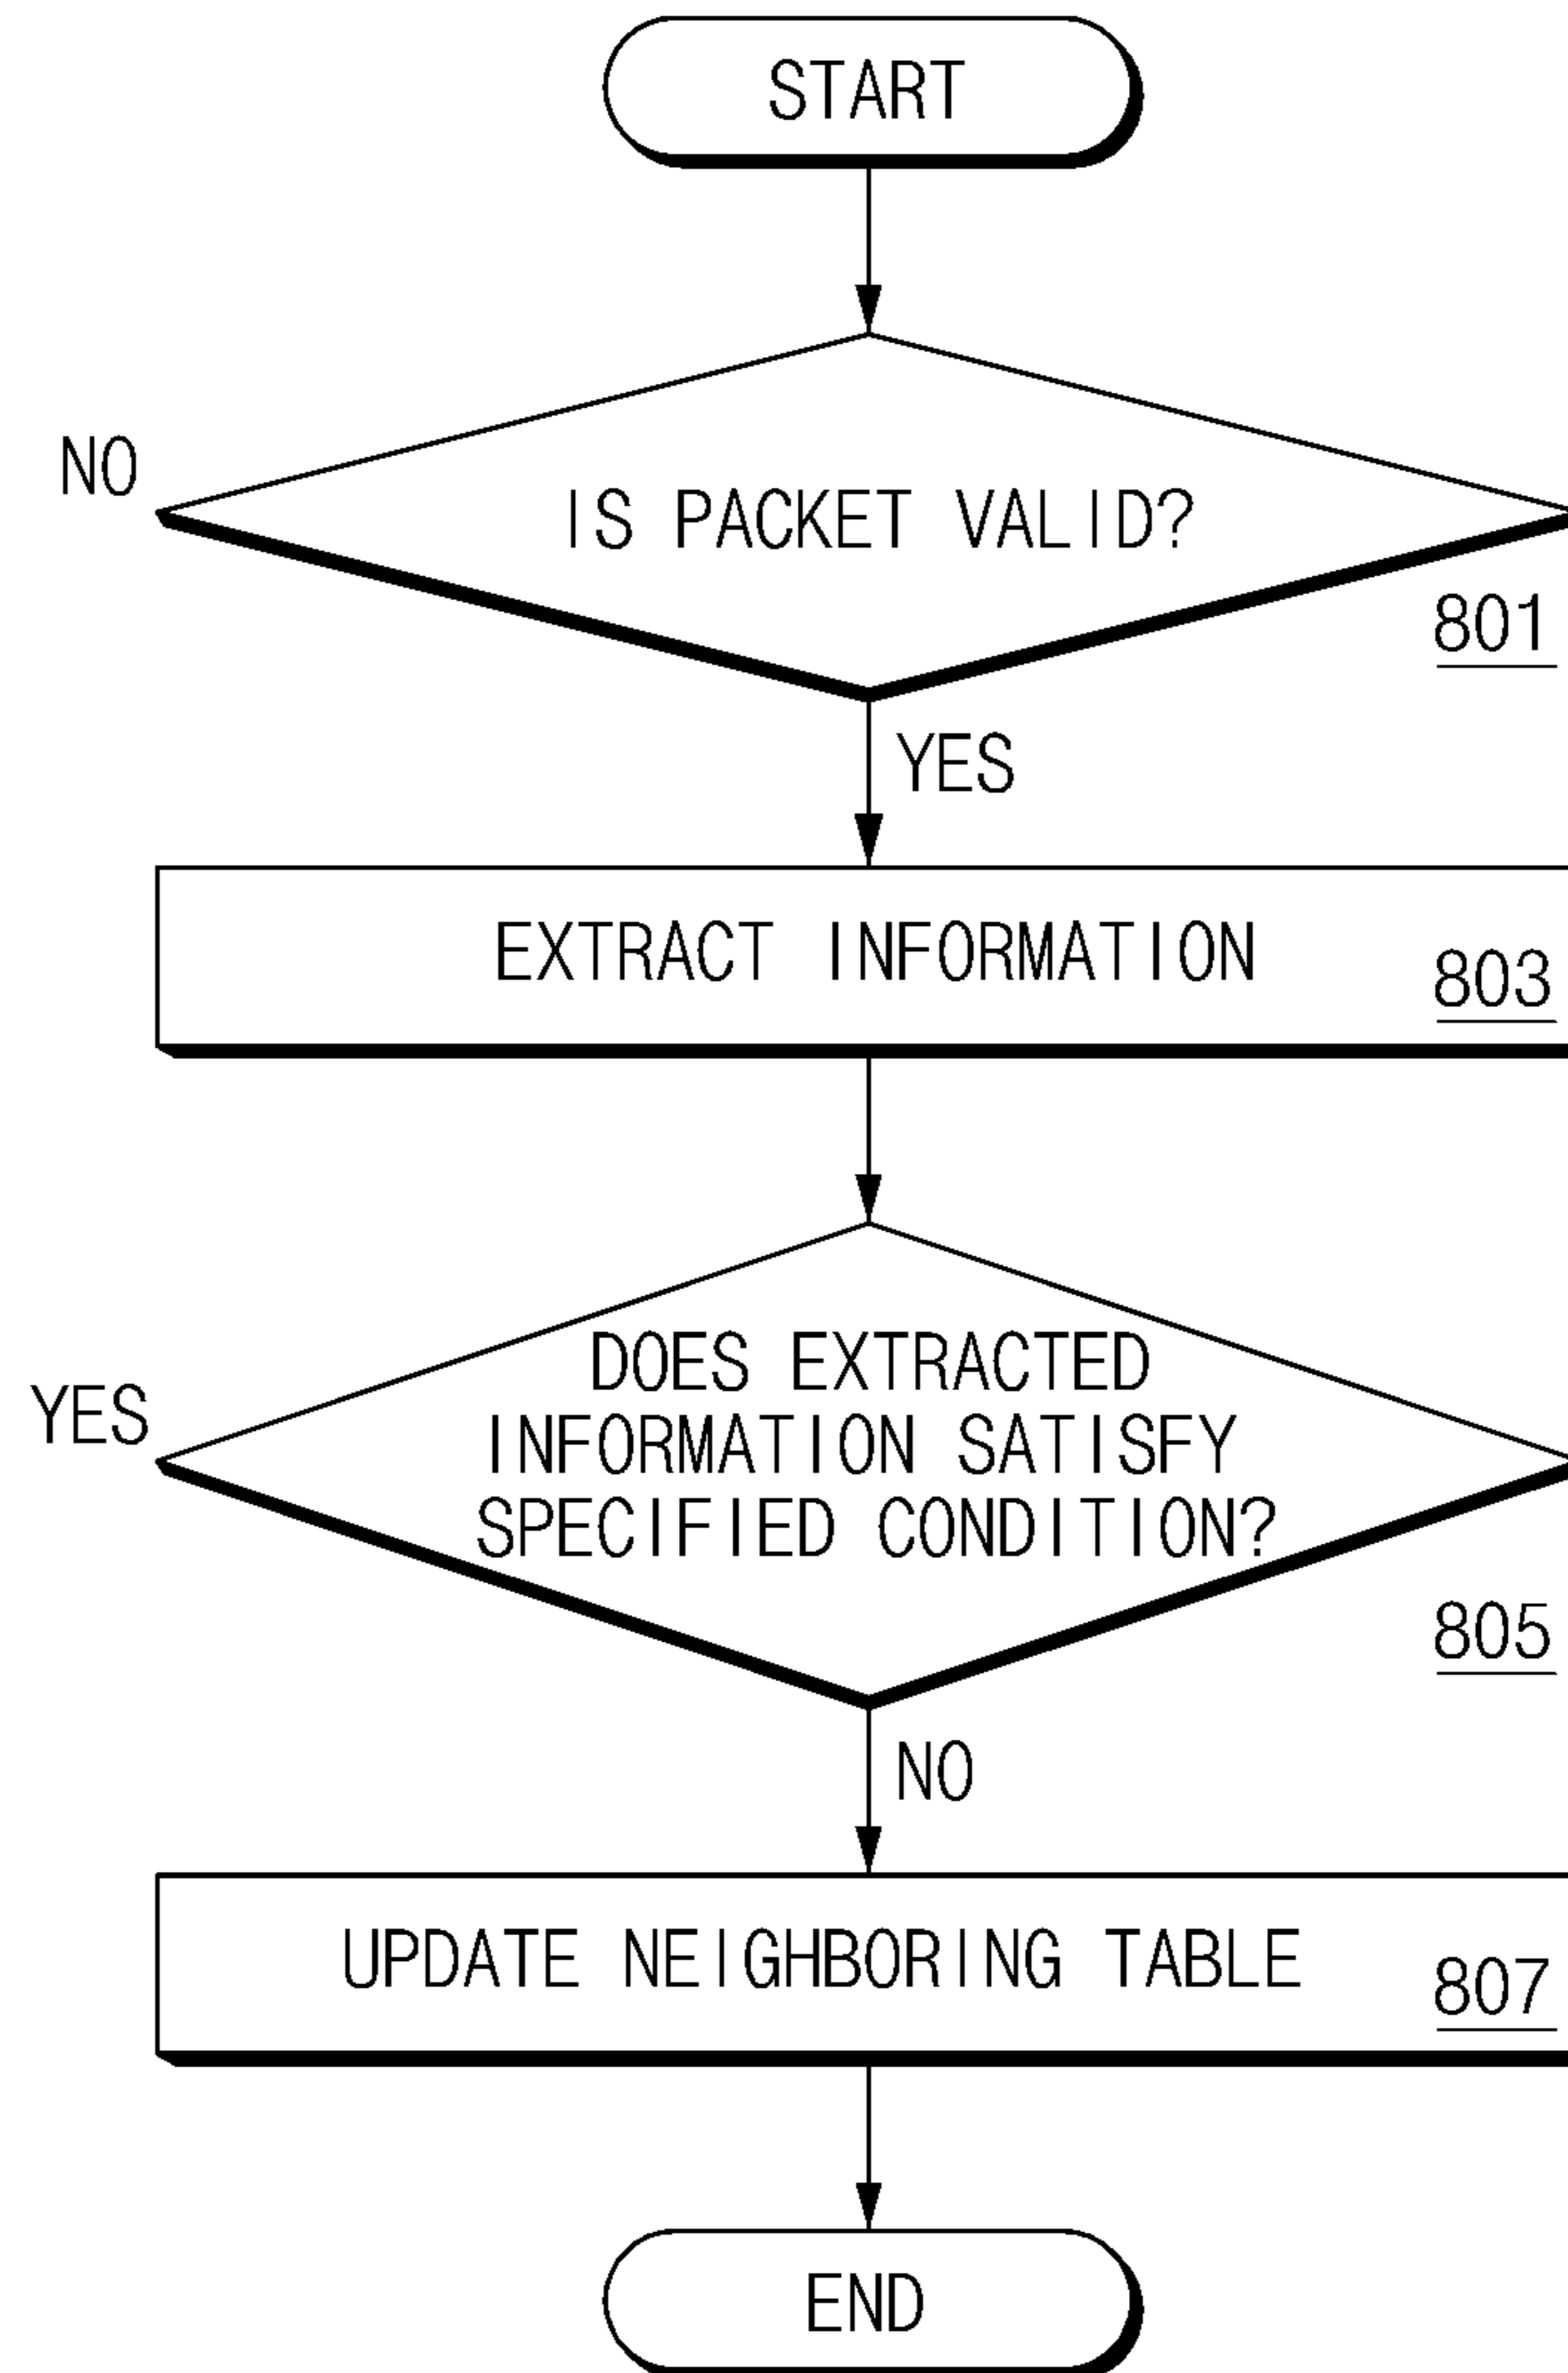 START
NO
IS PACKET VALID?
801
YES
EXTRACT INFORMATION
803
DOES EXTRACTED
YES
INFORMATION SATISFY
SPECIFIED CONDITION?
805
NO
UPDATE NEIGHBORING TABLE
807
END